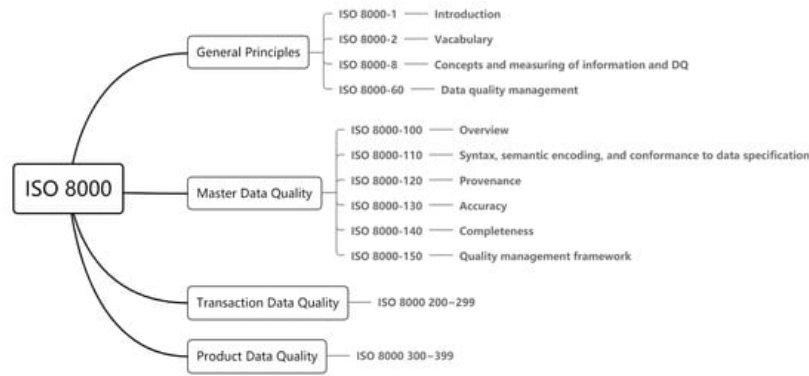 ISO 8000
General Principles
ISO 8000-1 Introduction
ISO 8000-2 Vacabulary
ISO 8000-8 Concepts and measuring of information and DQ
ISO 8000-60 Data quality management
Master Data Quality
ISO 8000-100 Overview
ISO 8000-110 Syntax, semantic encoding, and conformance to data specification
ISO 8000-120 Provenance
ISO 8000-130 Accuracy
ISO 8000-140 Completeness
ISO 8000-150 Quality management framework
Transaction Data Quality
ISO 8000 200–299
Product Data Quality
ISO 8000 300–399